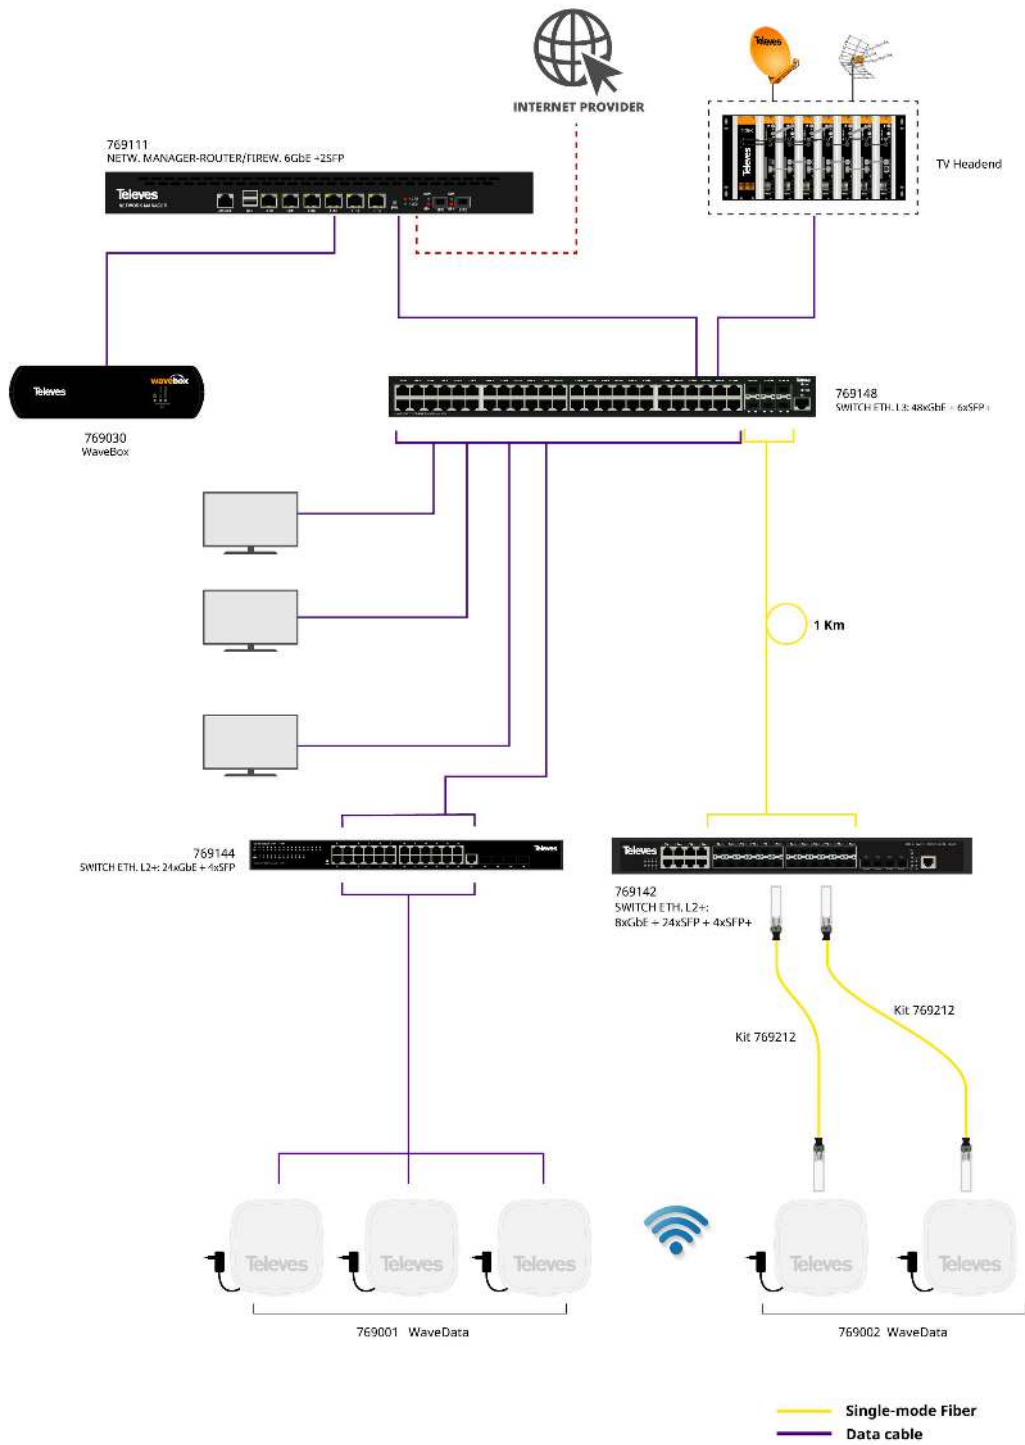 Televes
INTERNET PROVIDER
769111
NETW. MANAGER-ROUTER/FIREW. 6GbE +2SFP
Televes
NETWORK MANAGER
TV Headend
Televes
wavebox
769030
WaveBox
769148
SWITCH ETH. L3: 48xGbE + 6xSFP+
1 Km
769144
SWITCH ETH. L2+: 24xGbE + 4xSFP
Televes
Televes
769142
SWITCH ETH. L2+:
8xGbE + 24xSFP + 4xSFP+
Kit 769212
Kit 769212
Televes
Televes
Televes
Televes
Televes
769001 WaveData
769002 WaveData
Single-mode Fiber
Data cable